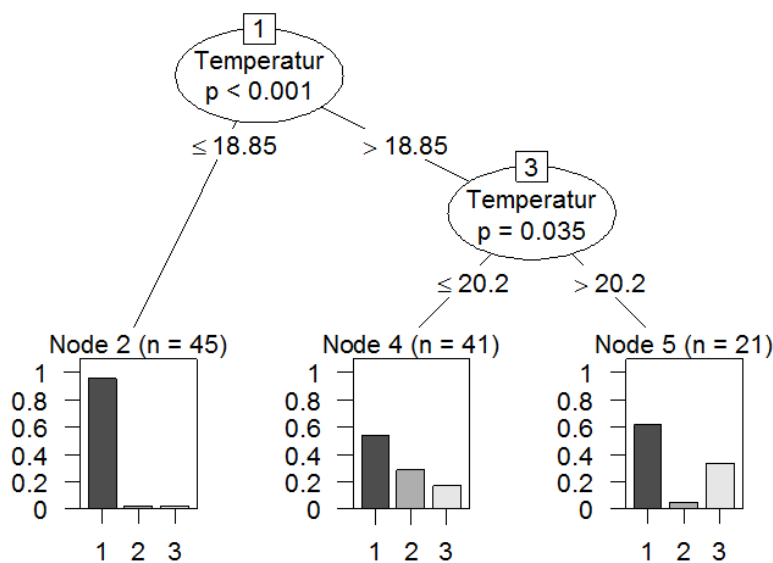 1
Temperatur
p < 0.001
≤ 18.85
> 18.85
3
Temperatur
p = 0.035
≤ 20.2
> 20.2
Node 2 (n = 45)
1
0.8
0.6
0.4
0.2
0
1 2 3
Node 4 (n = 41)
1
0.8
0.6
0.4
0.2
0
1 2 3
Node 5 (n = 21)
1
0.8
0.6
0.4
0.2
0
1 2 3